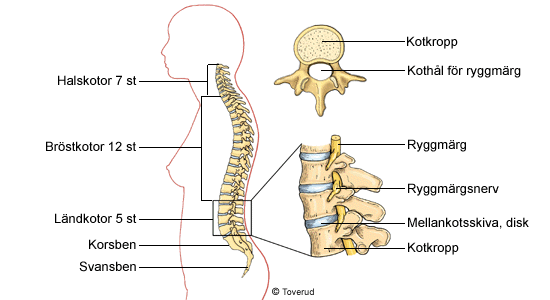 Halskotor 7 st
Bröstkotor 12 st
Ländkotor 5 st
Korsben
Svansben
Kotkropp
Kothål för ryggmärg
Ryggmärg
Ryggmärgsnerv
Mellankotsskiva, disk
Kotkropp
© Toverud